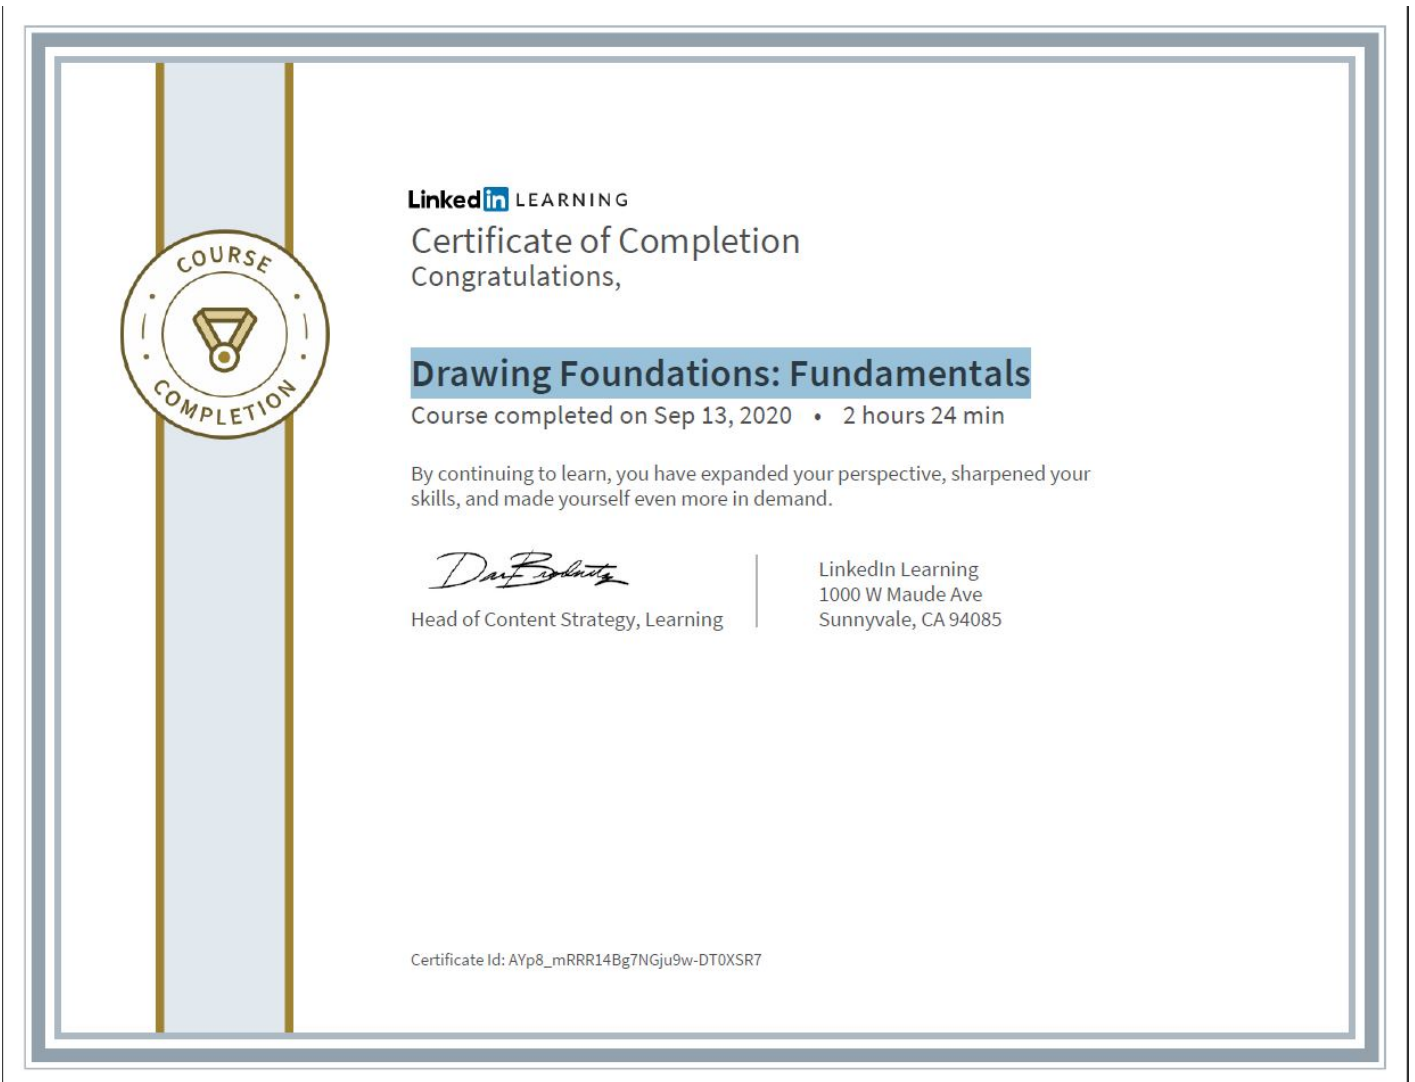 COURSE
COMPLETION
Linked in LEARNING
Certificate of Completion
Congratulations,
Drawing Foundations: Fundamentals
Course completed on Sep 13, 2020 • 2 hours 24 min
By continuing to learn, you have expanded your perspective, sharpened your
skills, and made yourself even more in demand.
Head of Content Strategy, Learning
LinkedIn Learning
1000 W Maude Ave
Sunnyvale, CA 94085
Certificate Id: AYp8_mRRR14Bg7NGju9w-DT0XSR7